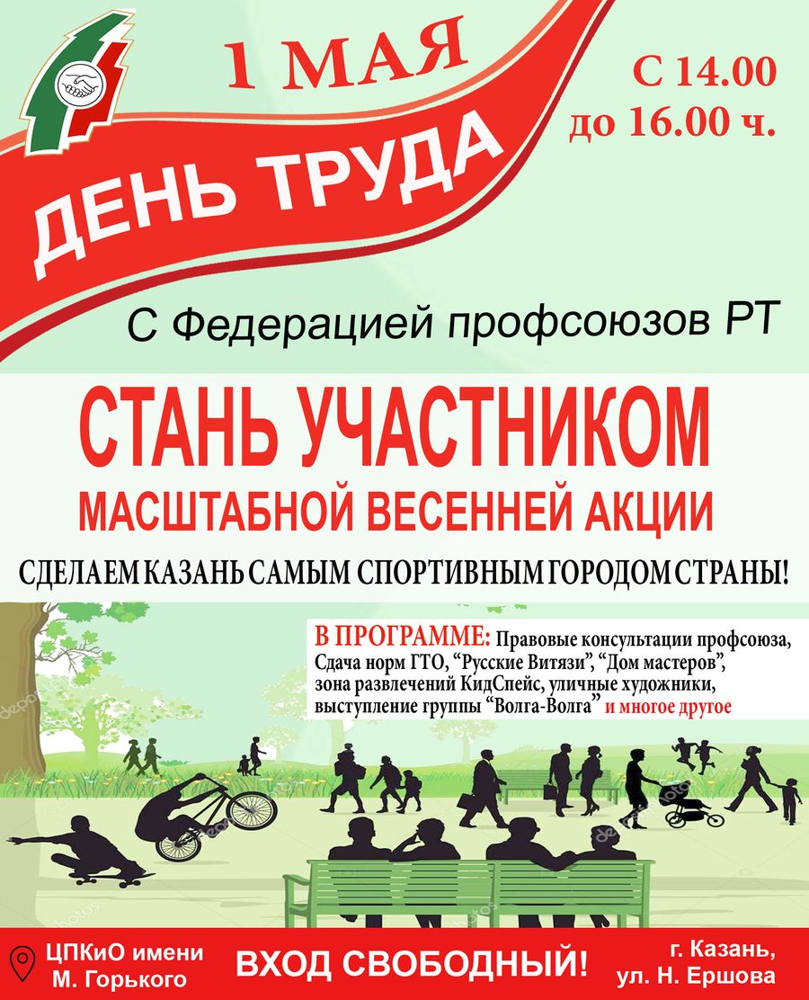 1 МАЯ
С 14.00
до 16.00 ч.
ДЕНЬ ТРУДА
С Федерацией профсоюзов РТ
СТАНЬ УЧАСТНИКОМ
МАСШТАБНОЙ ВЕСЕННЕЙ АКЦИИ
СДЕЛАЕМ КАЗАНЬ САМЫМ СПОРТИВНЫМ ГОРОДОМ СТРАНЫ!
В ПРОГРАММЕ: Правовые консультации профсоюза,
Сдача норм ГТО, “Русские Витязи”, “Дом мастеров”,
зона развлечений КидСпейс, уличные художники,
выступление группы “Волга-Волга” и многое другое
ЦПКиО имени
М. Горького
ВХОД СВОБОДНЫЙ!
г. Казань,
ул. Н. Ершова